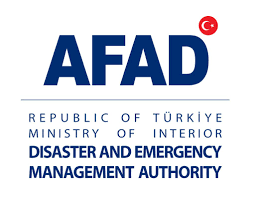 AFAD
REPUBLIC OF TÜRKİYE
MINISTRY OF INTERIOR
DISASTER AND EMERGENCY
MANAGEMENT AUTHORITY